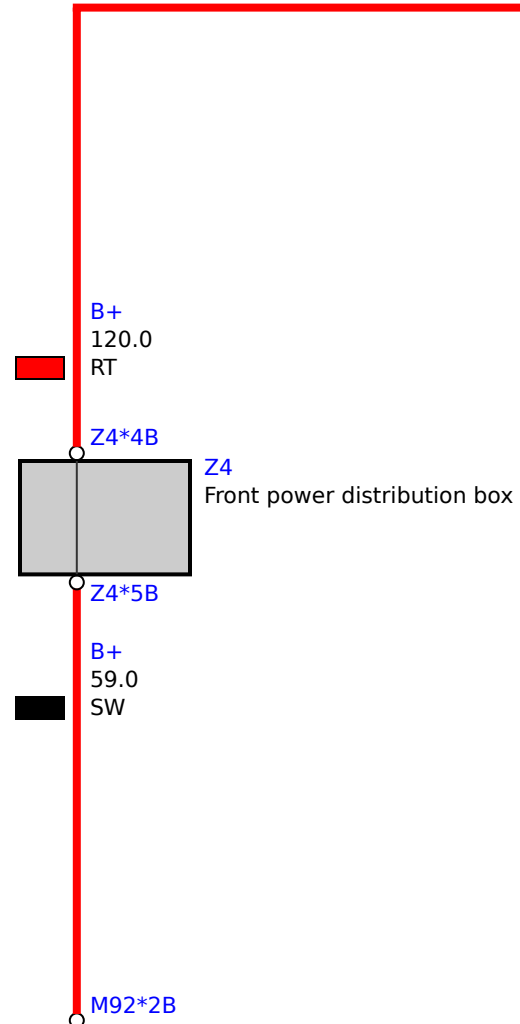 B+
120.0
RT
Z4*4B
Z4
Front power distribution box
Z4*5B
B+
59.0
SW
M92*2B